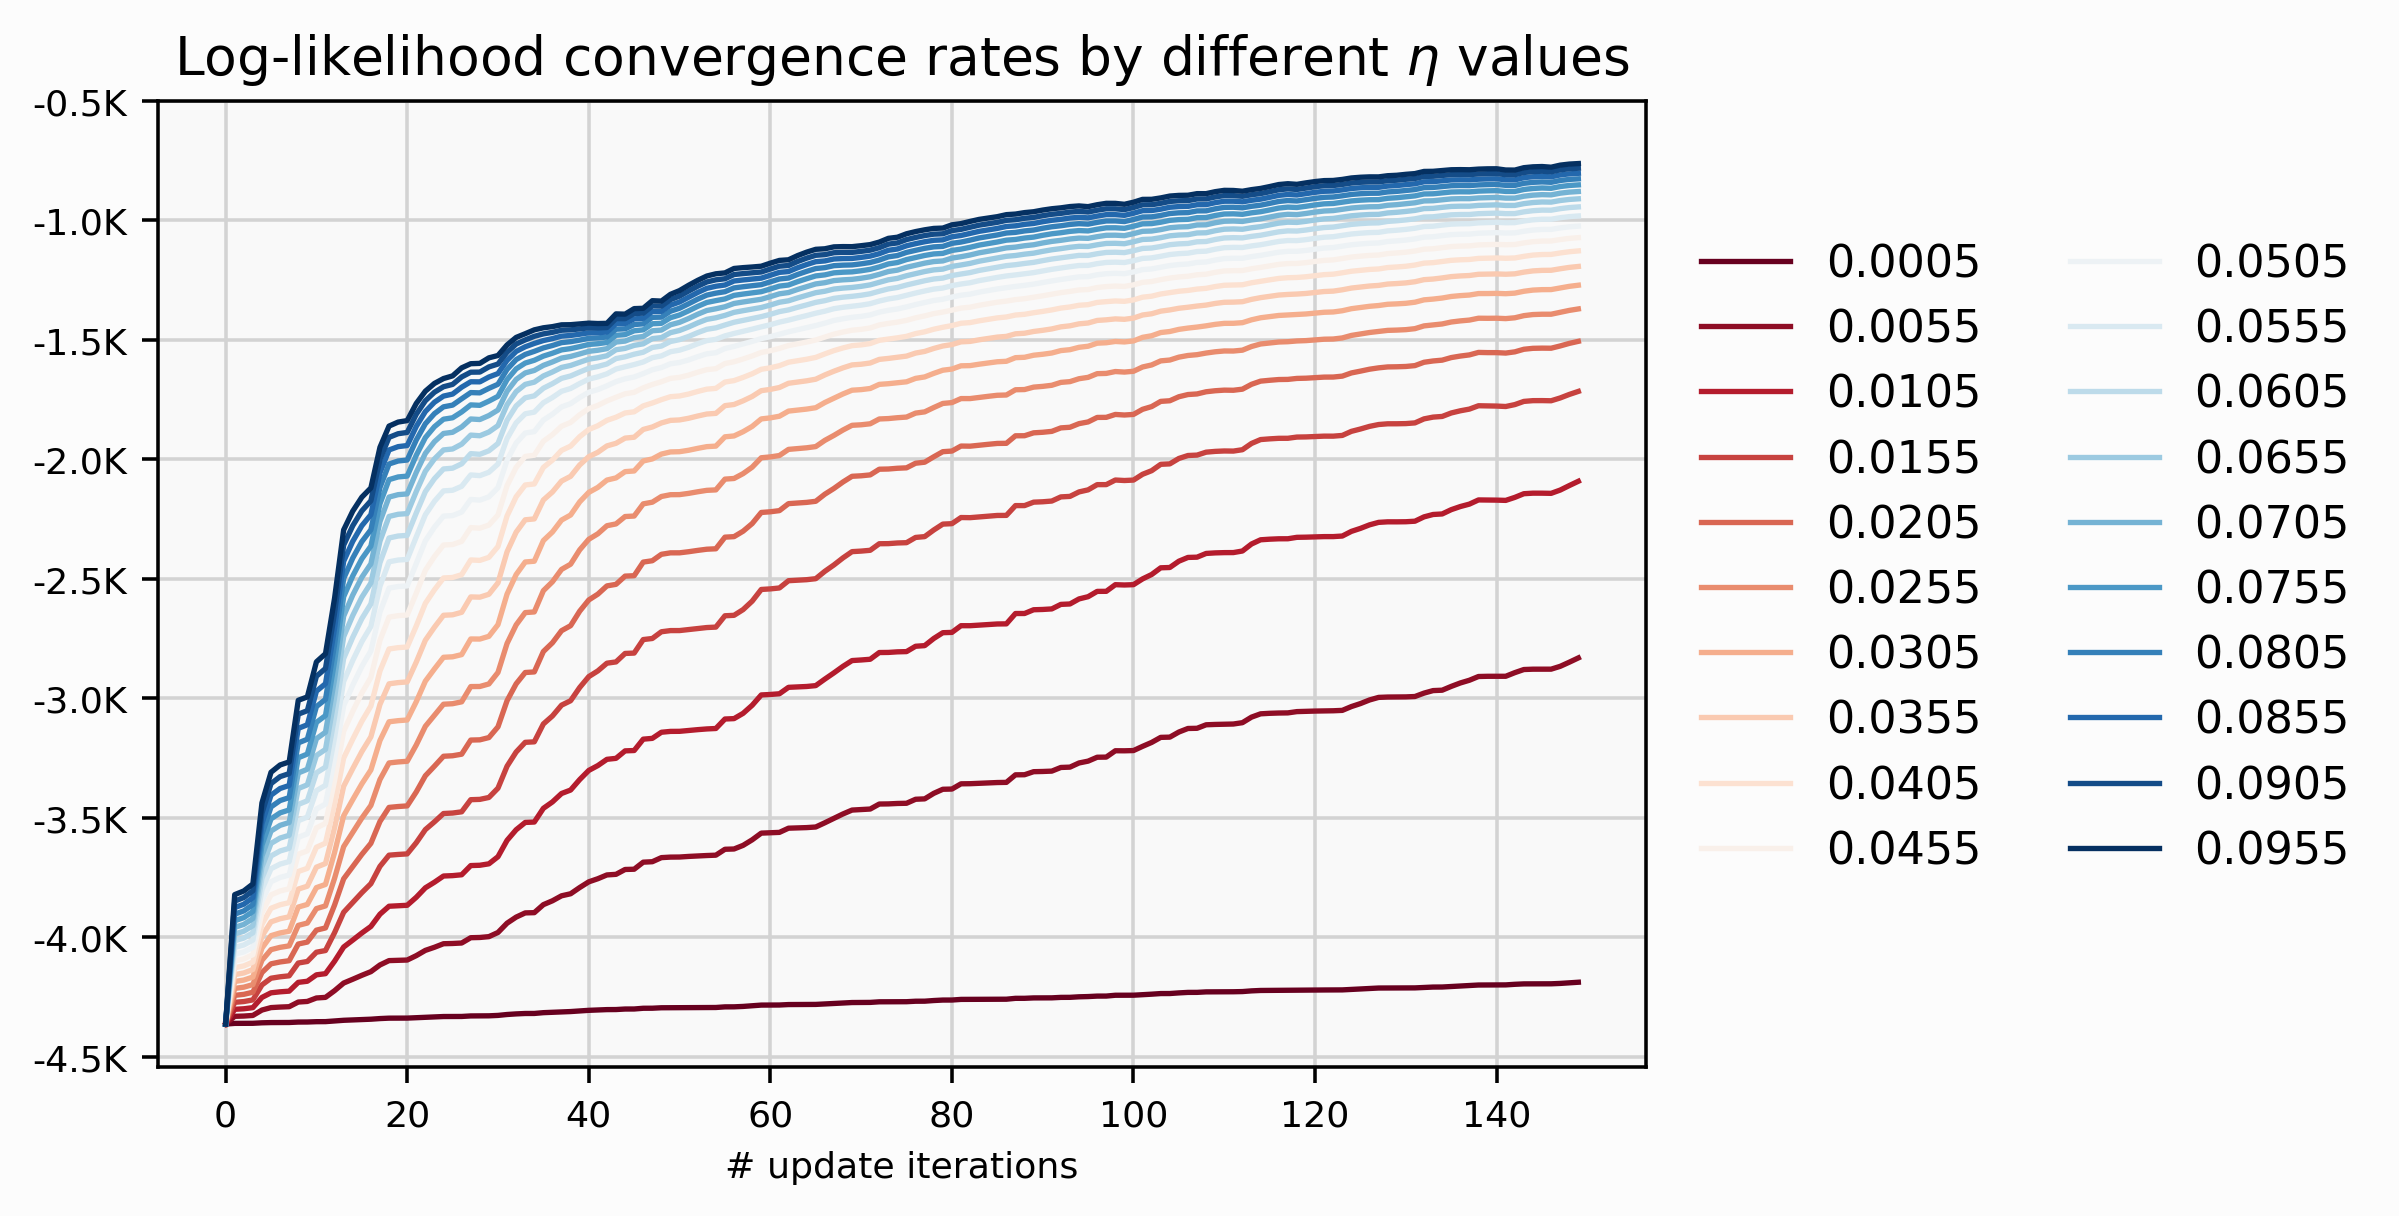 Log-likelihood convergence rates by different η values
-0.5K
-1.0K
-1.5K
-2.0K
-2.5K
-3.0K
-3.5K
-4.0K
-4.5K
0 20 40 60 80 100 120 140
# update iterations
0.0005
0.0055
0.0105
0.0155
0.0205
0.0255
0.0305
0.0355
0.0405
0.0455
0.0505
0.0555
0.0605
0.0655
0.0705
0.0755
0.0805
0.0855
0.0905
0.0955